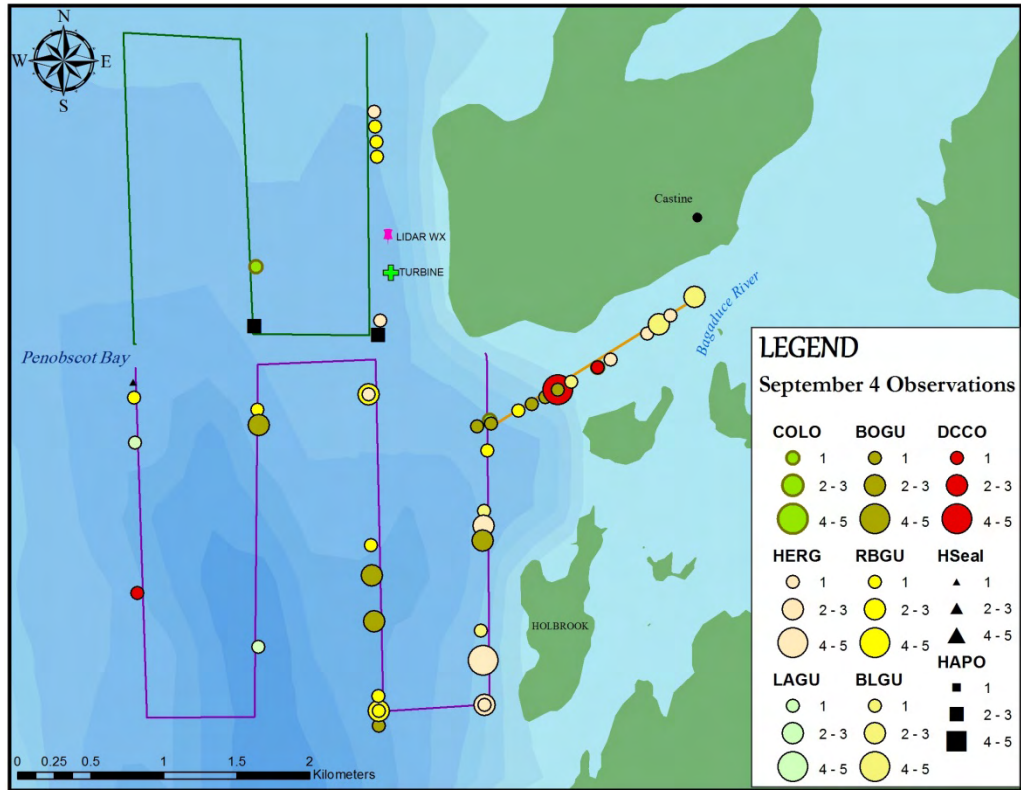 N
W E
S
LIDAR WX
TURBINE
Castine
Bagaduce River
Penobscot Bay
HOLBROOK
0 0.25 0.5 1 1.5 2
Kilometers
LEGEND
September 4 Observations
COLO BOGU DCCO
1 1 1
2 - 3 2 - 3 2 - 3
4 - 5 4 - 5 4 - 5
HERG RBGU HSeal
1 1 1
2 - 3 2 - 3 2 - 3
4 - 5 4 - 5 4 - 5
LAGU BLGU HAPO
1 1 1
2 - 3 2 - 3 2 - 3
4 - 5 4 - 5 4 - 5